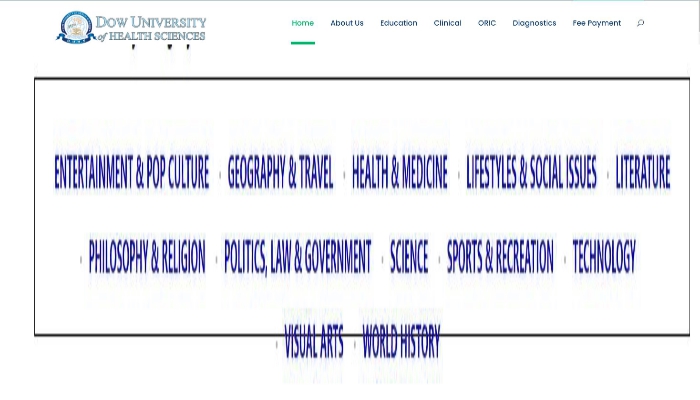 DOW UNIVERSITY
of HEALTH SCIENCES
Home About Us Education Clinical ORIC Diagnostics Fee Payment
ENTERTAINMENT & POP CULTURE · GEOGRAPHY & TRAVEL · HEALTH & MEDICINE · LIFESTYLES & SOCIAL ISSUES · LITERATURE
· PHILOSOPHY & RELIGION · POLITICS, LAW & GOVERNMENT · SCIENCE · SPORTS & RECREATION · TECHNOLOGY
· VISUAL ARTS · WORLD HISTORY